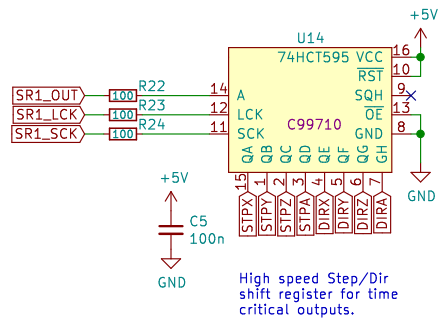 +5V
U14
74HCT595
VCC 16
RST 10
SQH 9
OE 13
GND 8
C99710
SR1_OUT 100 R22 14 A
SR1_LCK 100 R23 12 LCK
SR1_SCK 100 R24 11 SCK
QA QB QC QD QE QF QG GH
15 1 2 3 4 5 6 7
STPX STPY STPZ STPA DIRX DIRY DIRZ DIRA
GND
+5V
C5
100n
GND
High speed Step/Dir
shift register for time
critical outputs.